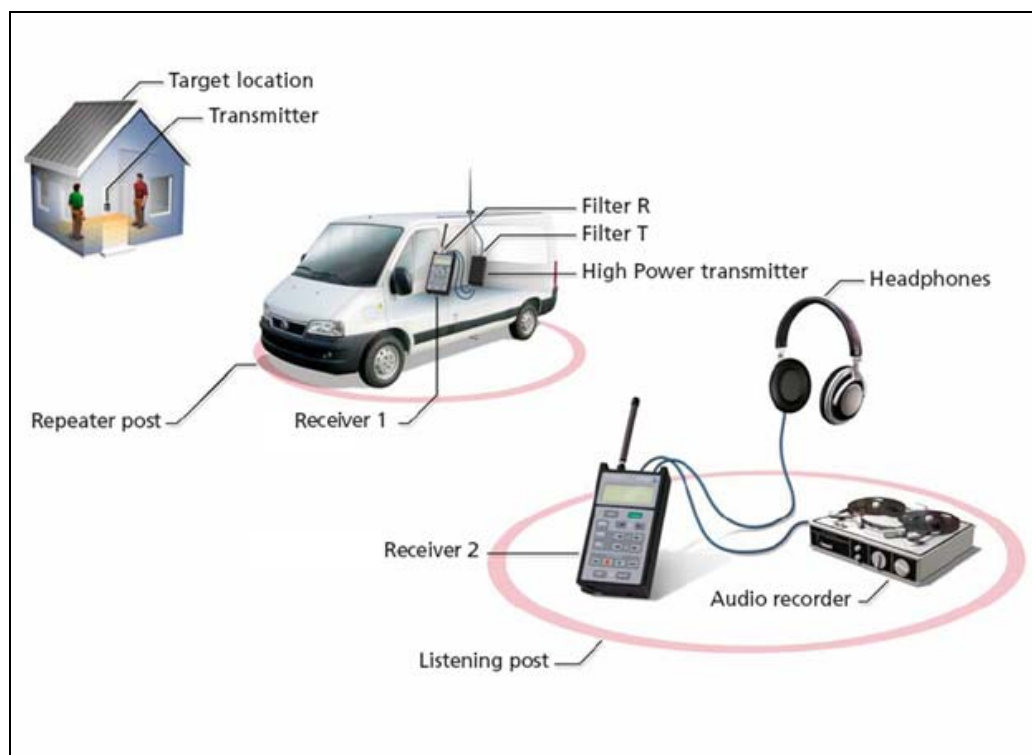 Target location
Transmitter
Filter R
Filter T
High Power transmitter
Headphones
Repeater post
Receiver 1
Receiver 2
Audio recorder
Listening post